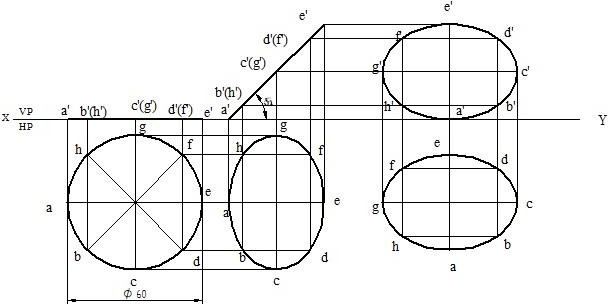 e'
e'
d'(f')
f'
d'
c'(g')
g'
c'
b'(h')
h'
a'
b'
a' b'(h') c'(g') d'(f') e' a'
X VP Y
HP
g
g
h
f
h
f
e
f
d
a
e
a
e
g
c
b
d
b
d
h
b
c
c
a
Φ 60